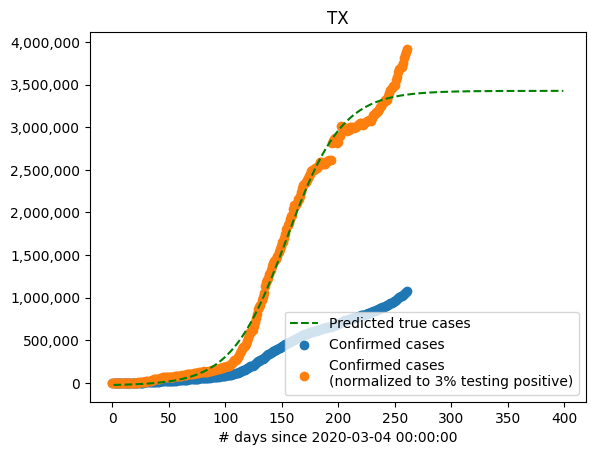 TX
4,000,000
3,500,000
3,000,000
2,500,000
2,000,000
1,500,000
1,000,000
500,000
0
Predicted true cases
Confirmed cases
Confirmed cases
(normalized to 3% testing positive)
0 50 100 150 200 250 300 350 400
# days since 2020-03-04 00:00:00